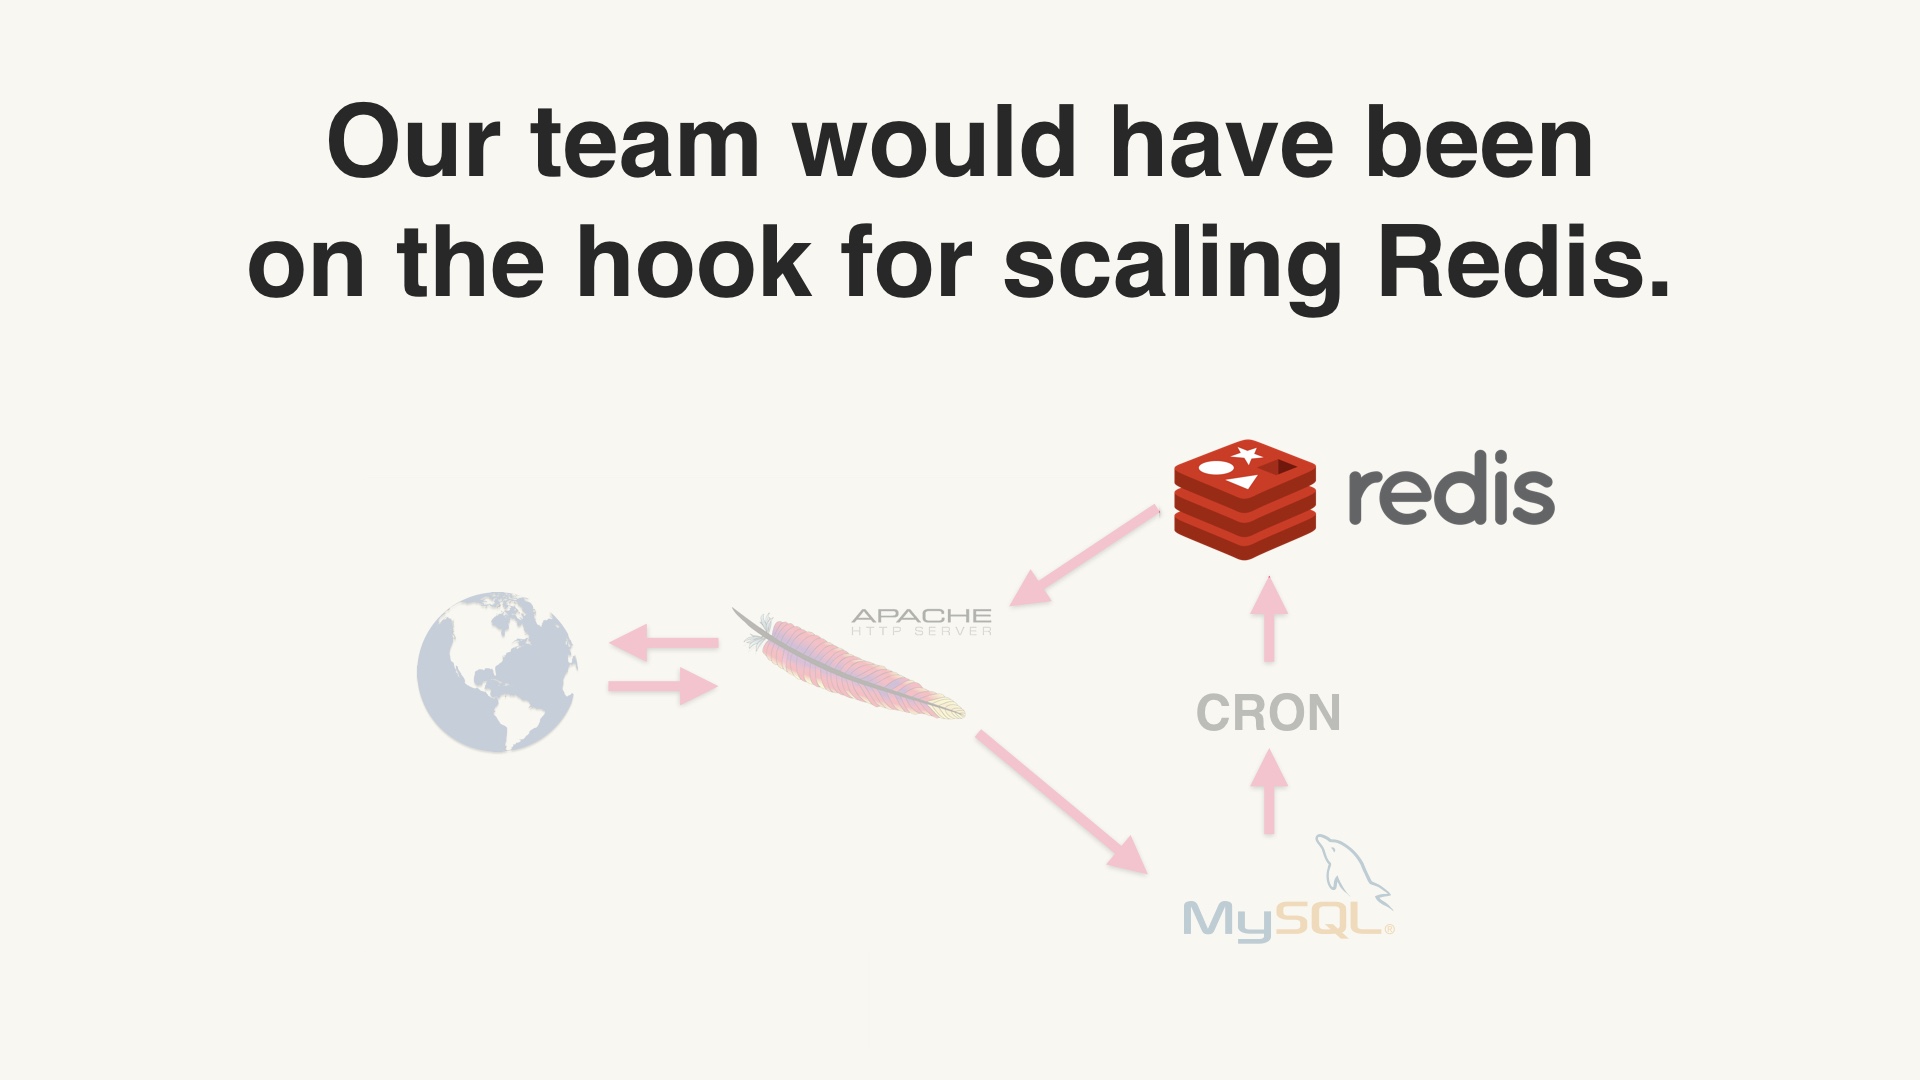 Our team would have been
on the hook for scaling Redis.
redis
APACHE
HTTP SERVER
CRON
MySQL®